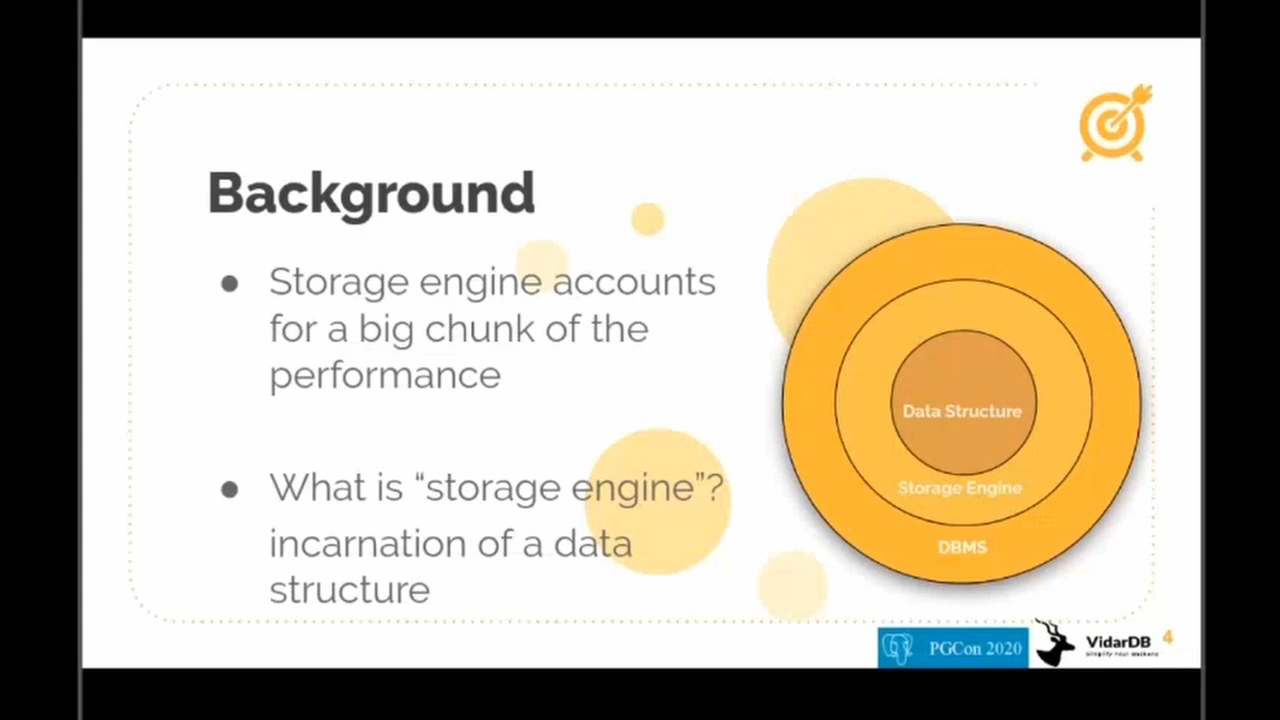 Background
● Storage engine accounts
for a big chunk of the
performance
● What is “storage engine”?
incarnation of a data
structure
Data Structure
Storage Engine
DBMS
PGCon 2020
VidarDB
4